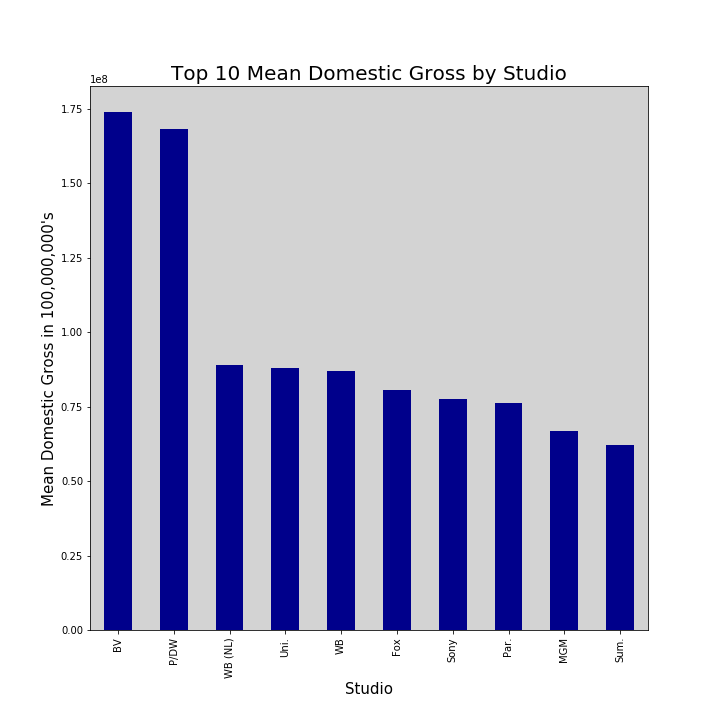 Top 10 Mean Domestic Gross by Studio
1e8
1.75
1.50
1.25
1.00
0.75
0.50
0.25
0.00
Mean Domestic Gross in 100,000,000's
BV
P/DW
WB (NL)
Uni.
WB
Fox
Sony
Par.
MGM
Sum.
Studio